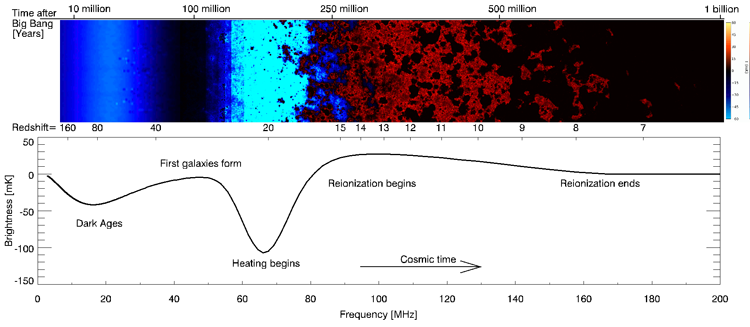 Time after 10 million 100 million 250 million 500 million 1 billion
Big Bang
[Years]
Redshift= 160 80 40 20 15 14 13 12 11 10 9 8 7
50
First galaxies form
0
Reionization begins Reionization ends
Dark Ages
-50
Brightness [mK]
-100
Heating begins Cosmic time
-150
0 20 40 60 80 100 120 140 160 180 200
Frequency [MHz]